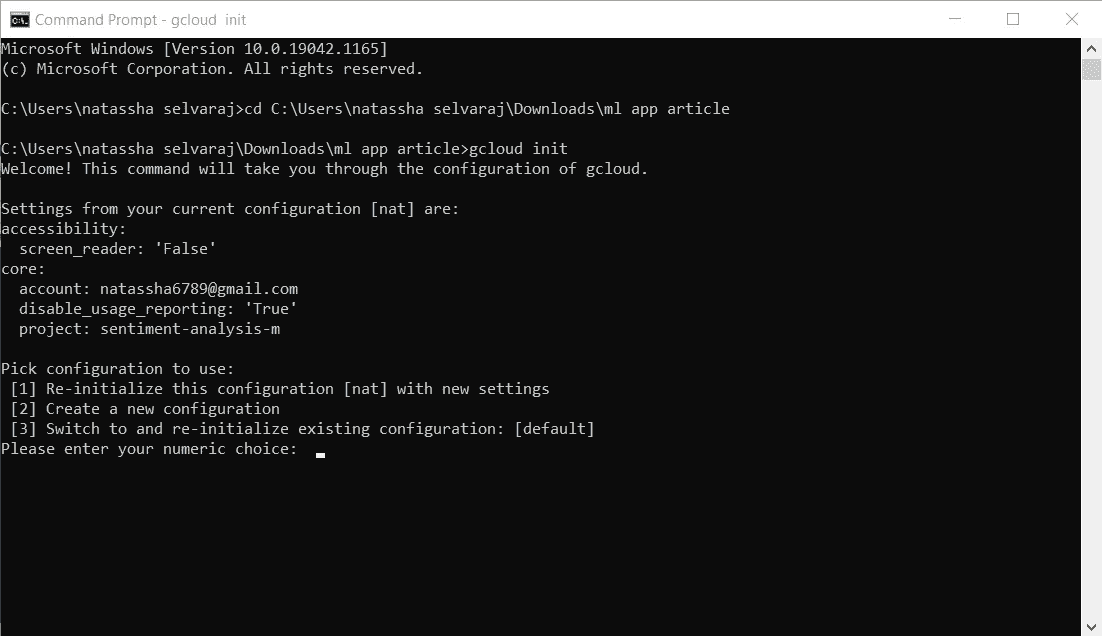 Command Prompt - gcloud  init
Microsoft Windows [Version 10.0.19042.1165]
(c) Microsoft Corporation. All rights reserved.
C:\Users\natassha selvaraj>cd C:\Users\natassha selvaraj\Downloads\ml app article
C:\Users\natassha selvaraj\Downloads\ml app article>gcloud init
Welcome! This command will take you through the configuration of gcloud.
Settings from your current configuration [nat] are:
accessibility:
  screen_reader: 'False'
core:
  account: natassha6789@gmail.com
  disable_usage_reporting: 'True'
  project: sentiment-analysis-m
Pick configuration to use:
 [1] Re-initialize this configuration [nat] with new settings
 [2] Create a new configuration
 [3] Switch to and re-initialize existing configuration: [default]
Please enter your numeric choice: